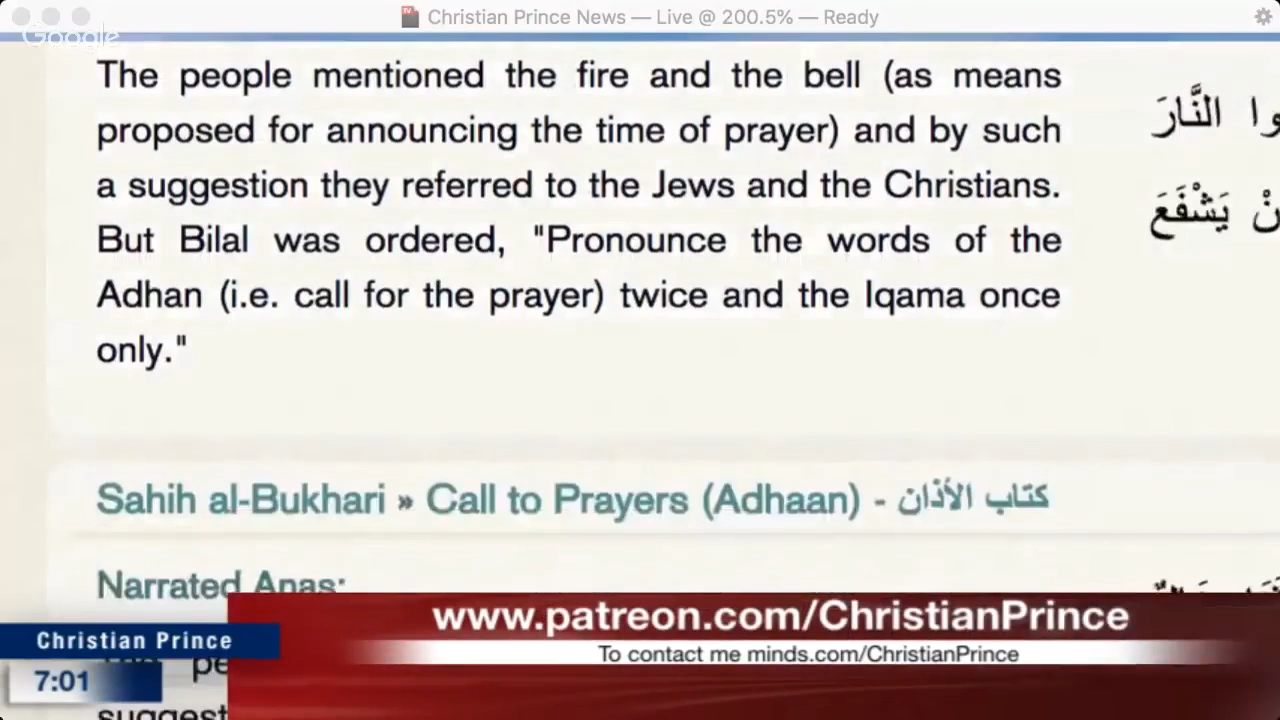 Christian Prince News — Live @ 200.5% — Ready
Google
The people mentioned the fire and the bell (as means
proposed for announcing the time of prayer) and by such
a suggestion they referred to the Jews and the Christians.
But Bilal was ordered, "Pronounce the words of the
Adhan (i.e. call for the prayer) twice and the Iqama once
only."
وا النَّارَ
نْ يَشْفَعَ
Sahih al-Bukhari » Call to Prayers (Adhaan) - كتاب الأذان
Narrated Anas:
www.patreon.com/ChristianPrince
To contact me minds.com/ChristianPrince
Christian Prince
7:01